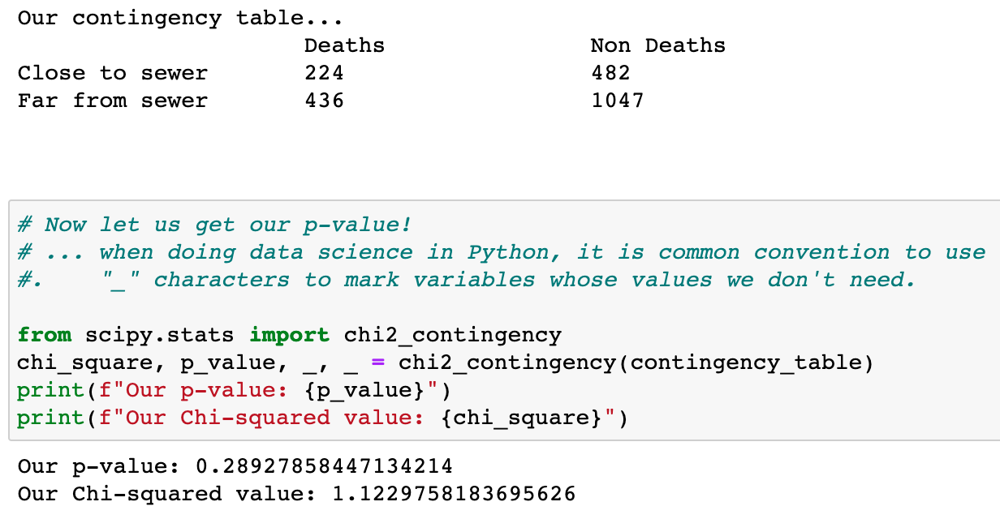 Our contingency table...
Deaths Non Deaths
Close to sewer 224 482
Far from sewer 436 1047
# Now let us get our p-value!
# ... when doing data science in Python, it is common convention to use
#. "_" characters to mark variables whose values we don't need.
from scipy.stats import chi2_contingency
chi_square, p_value, _, _ = chi2_contingency(contingency_table)
print(f"Our p-value: {p_value}")
print(f"Our Chi-squared value: {chi_square}")
Our p-value: 0.28927858447134214
Our Chi-squared value: 1.1229758183695626